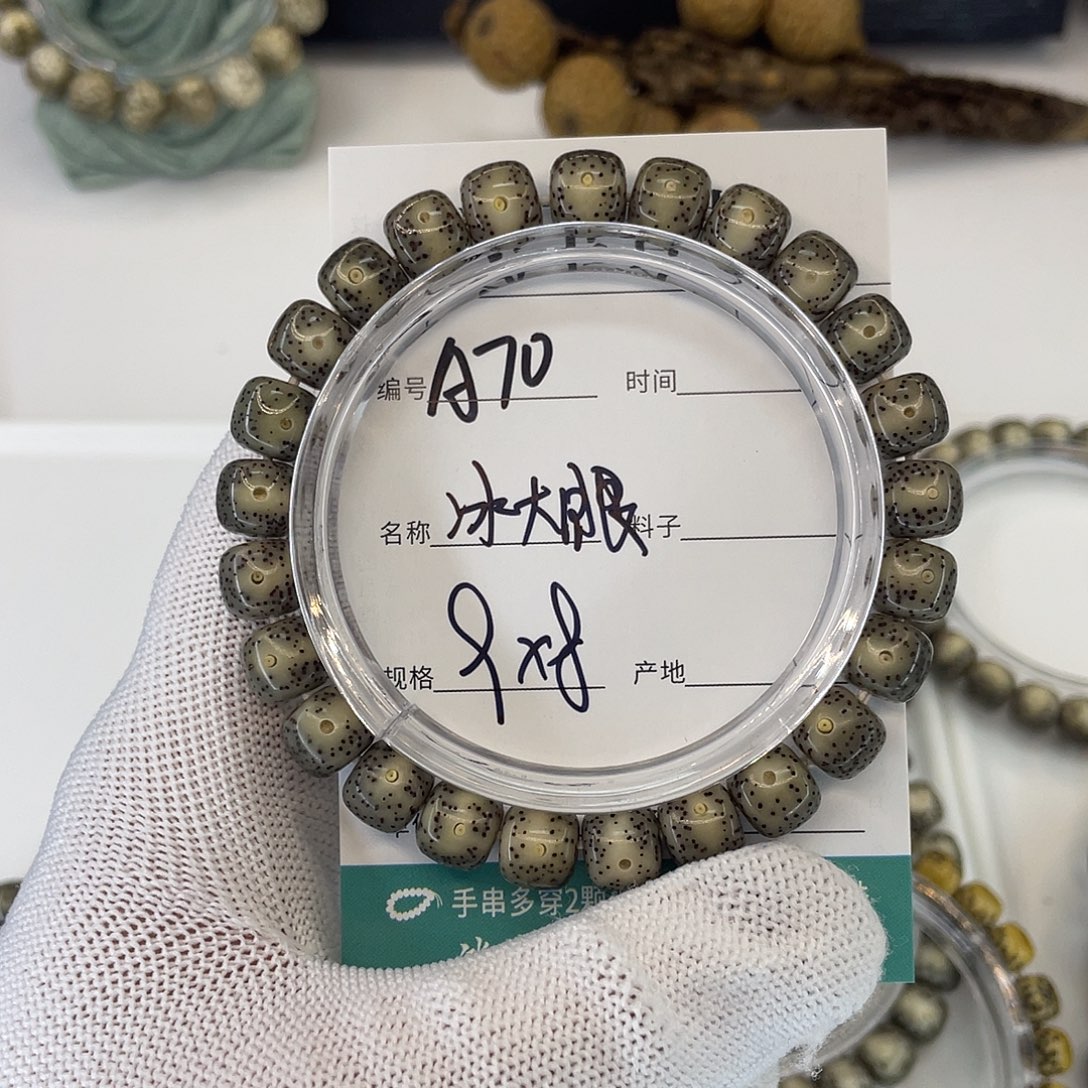 编号 A70 时间
名称 冰大眼 料子
规格 9x8 产地
手串多穿2颗